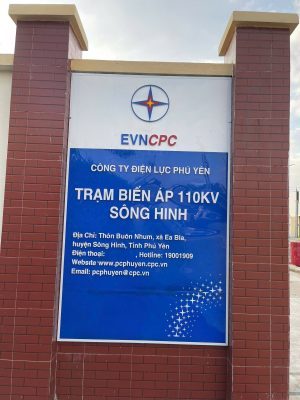 EVNCPC
CÔNG TY ĐIỆN LỰC PHÚ YÊN
TRẠM BIẾN ÁP 110KV
SÔNG HINH
Địa Chỉ: Thôn Buôn Nhum, xã Ea Bia,
huyện Sông Hinh, Tỉnh Phú Yên
Điện thoại: , Hotline: 19001909
Website www.pcphuyen.cpc.vn
Email: pcphuyen@cpc.vn